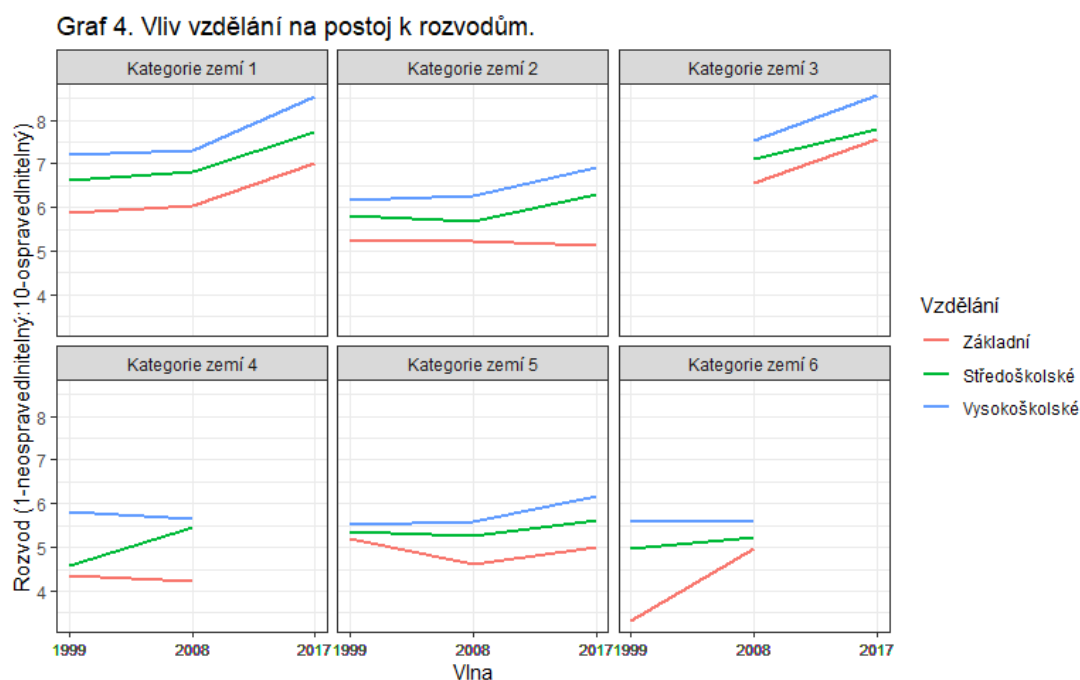 Graf 4. Vliv vzdělání na postoj k rozvodům.
Kategorie zemí 1
Kategorie zemí 2
Kategorie zemí 3
8
7
6
5
4
Kategorie zemí 4
Kategorie zemí 5
Kategorie zemí 6
8
7
6
5
4
1999
2008
2017
1999
2008
2017
1999
2008
2017
Vlna
Rozvod (1-neospravedlnitelný:10-ospravedlnitelný)
Vzdělání
Základní
Středoškolské
Vysokoškolské